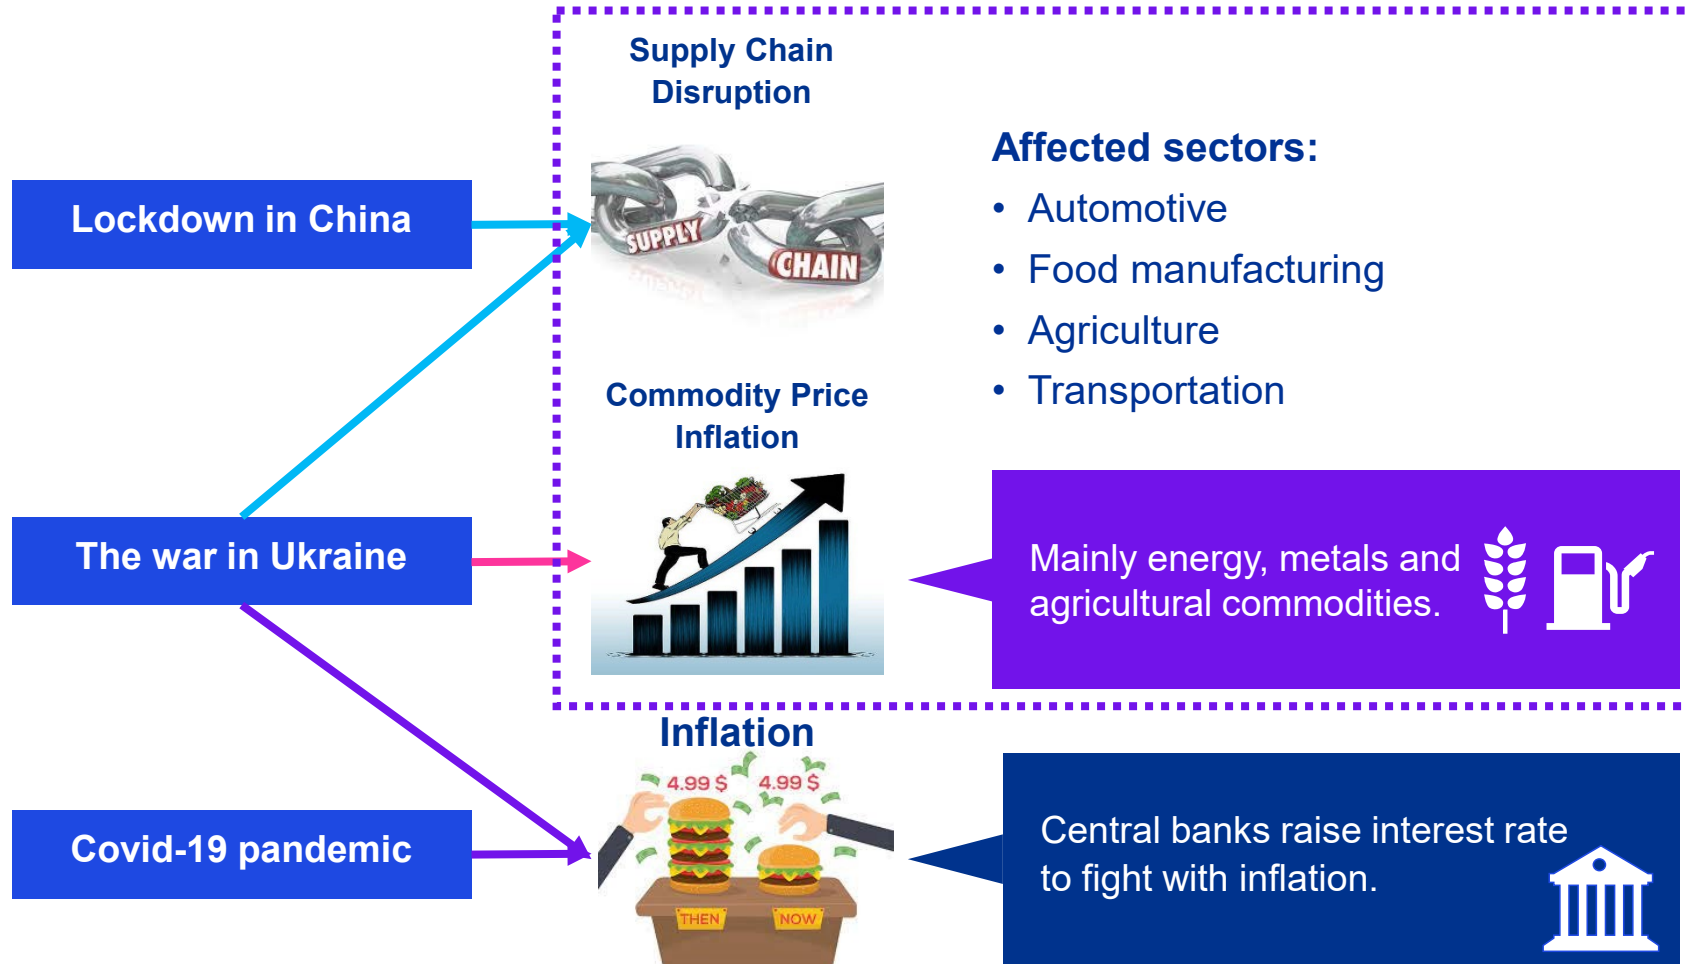 Supply Chain
Disruption
SUPPLY
CHAIN
Affected sectors:
• Automotive
• Food manufacturing
• Agriculture
• Transportation
Lockdown in China
Commodity Price
Inflation
The war in Ukraine
Mainly energy, metals and
agricultural commodities.
Inflation
4.99 $ 4.99 $
THEN NOW
Covid-19 pandemic
Central banks raise interest rate
to fight with inflation.